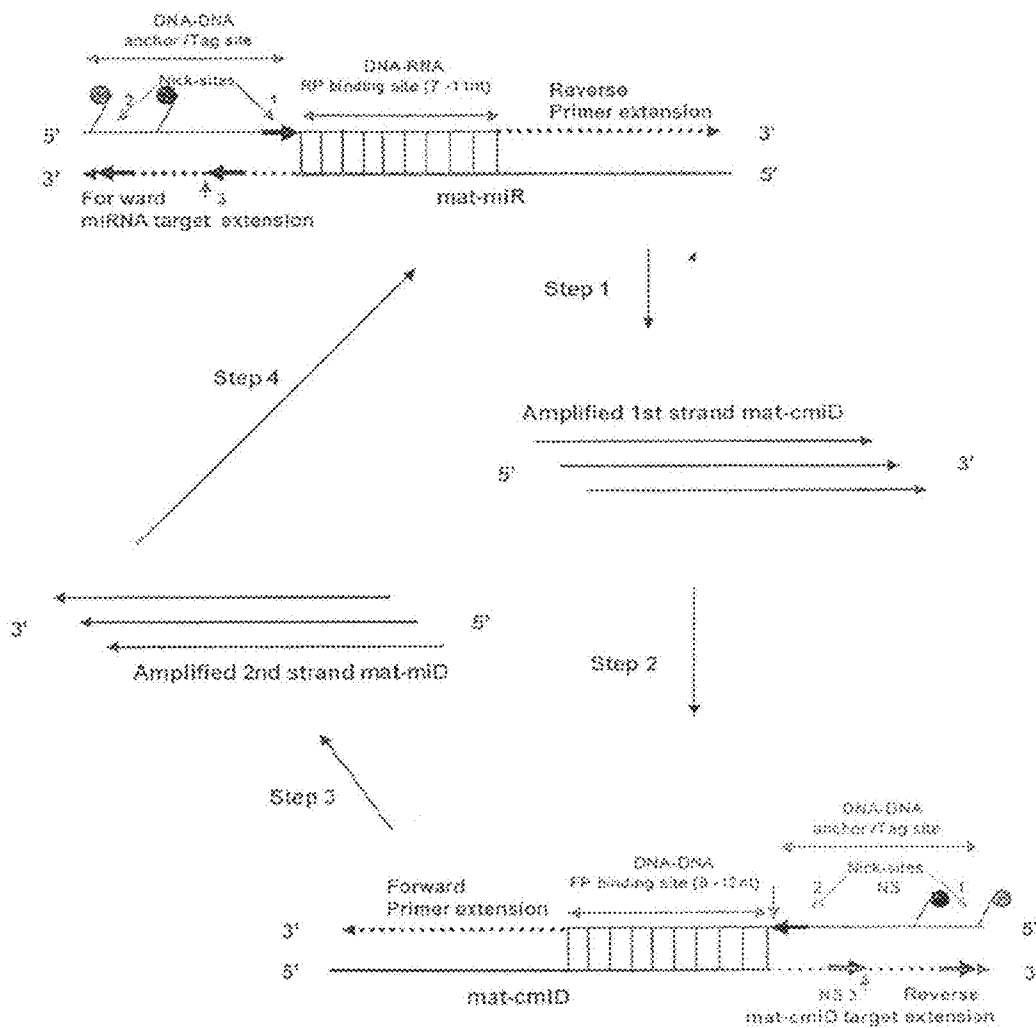 DNA-DNA
anchor/Tag site
Nick-sites
2
1
DNA-RNA
RP binding site (7 -11nt)
Reverse
Primer extension
5'
3'
3'
5'
3
For ward
miRNA target extension
mat-miR
Step 1
Step 4
Amplified 1st strand mat-cmiD
5'
3'
3'
5'
Amplified 2nd strand mat-miD
Step 2
Step 3
DNA-DNA
anchor/Tag site
Nick-sites
2
NS
1
DNA-DNA
FP binding site
Forward
Primer extension
3'
5'
5'
3'
mat-cmiD
NS 3
Reverse
mat-cmiD target extension